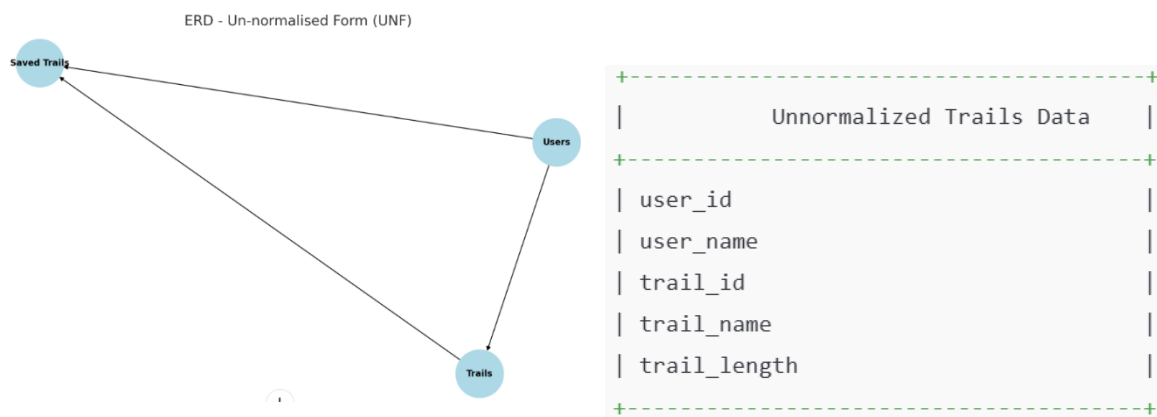 ERD - Un-normalised Form (UNF)
Saved Trails
Users
Trails
Unnormalized Trails Data
user_id
user_name
trail_id
trail_name
trail_length